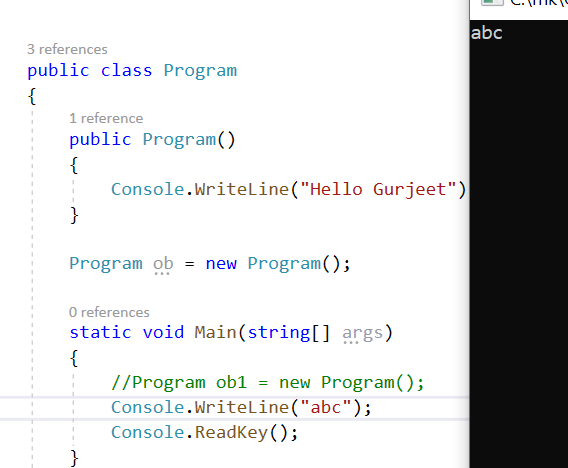 3 references
public class Program
{
1 reference
public Program()
{
Console.WriteLine("Hello Gurjeet")
}
Program ob = new Program();
0 references
static void Main(string[] args)
{
//Program ob1 = new Program();
Console.WriteLine("abc");
Console.ReadKey();
}
abc